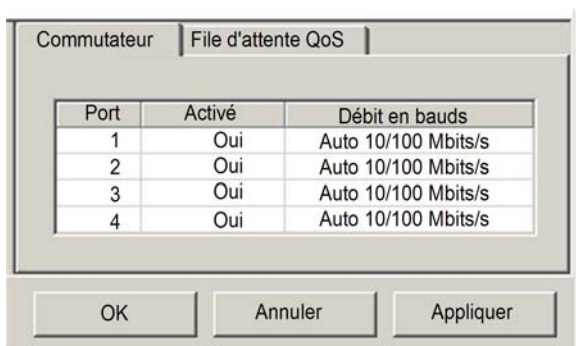 Commutateur File d'attente QoS
Port Activé Débit en bauds
1 Oui Auto 10/100 Mbits/s
2 Oui Auto 10/100 Mbits/s
3 Oui Auto 10/100 Mbits/s
4 Oui Auto 10/100 Mbits/s
OK Annuler Appliquer